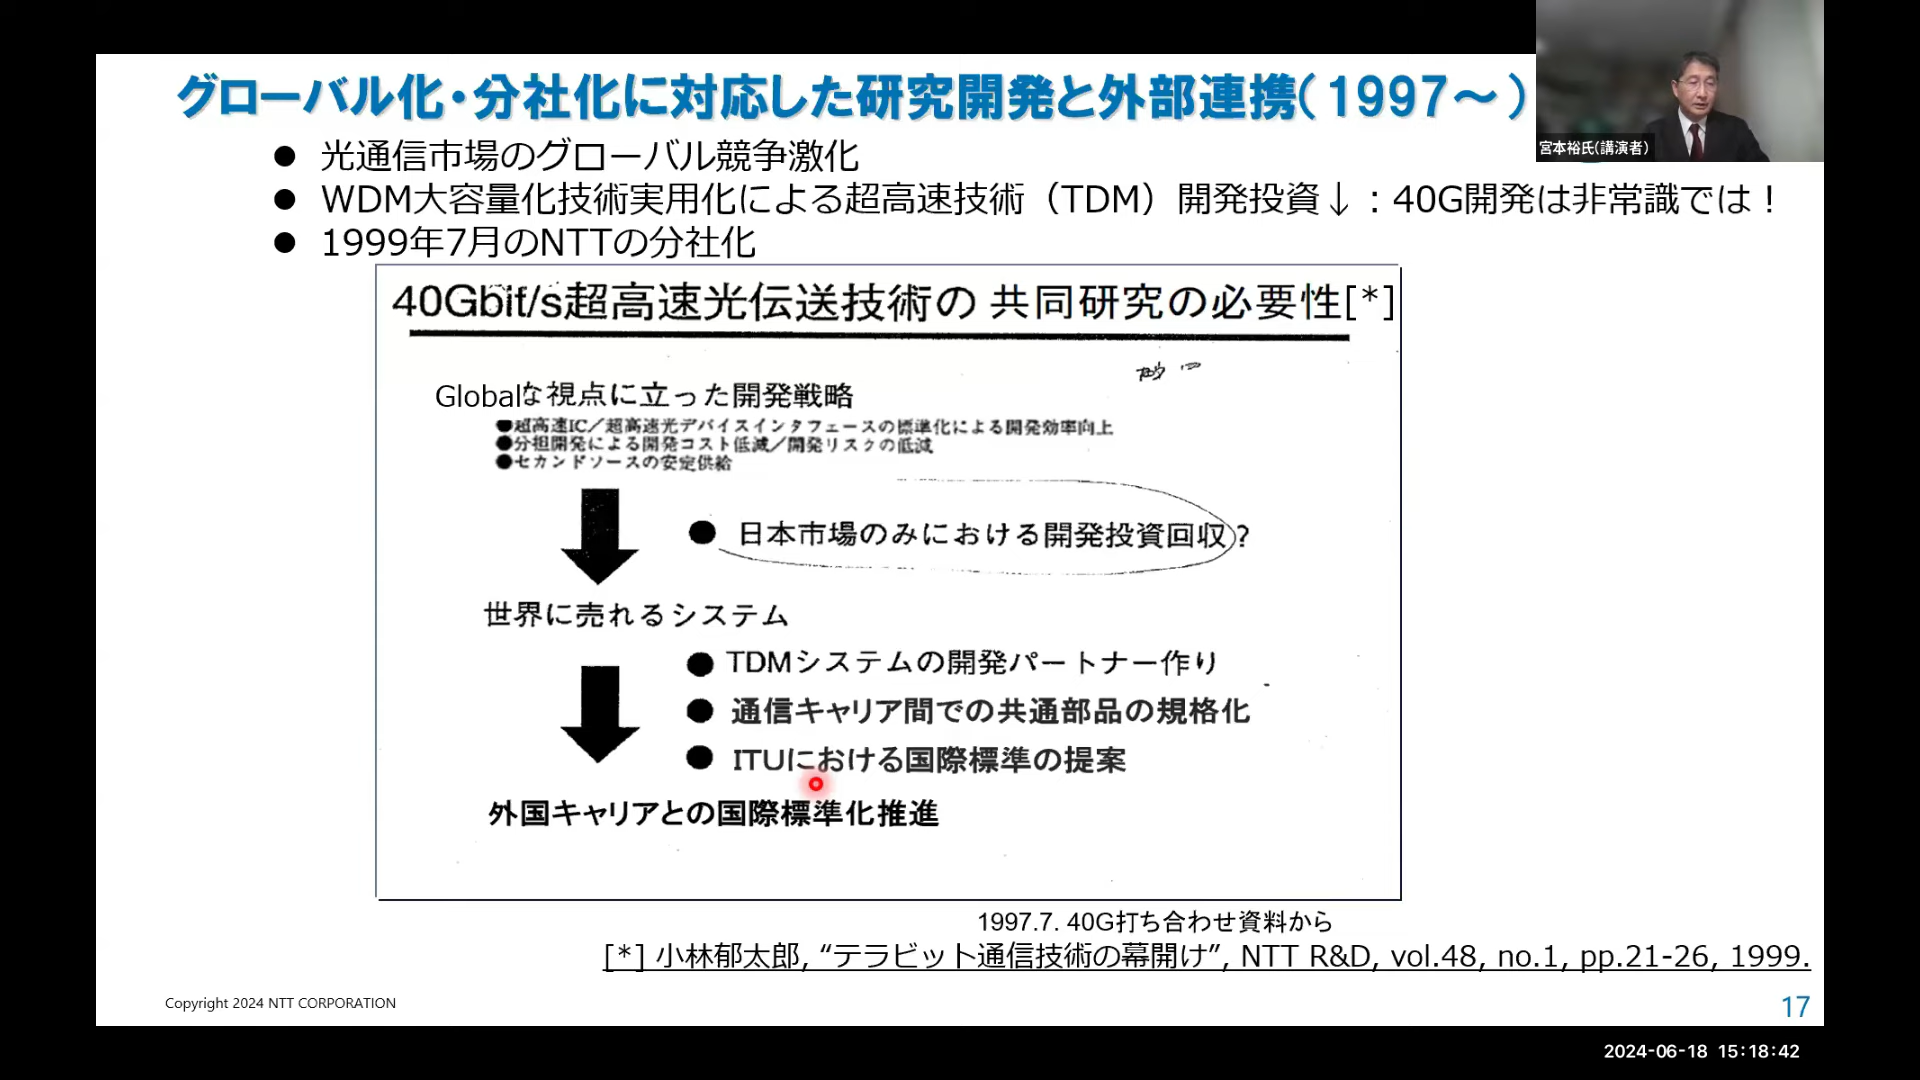 グローバル化・分社化に対応した研究開発と外部連携（1997～）
宮本裕氏(講演者)
● 光通信市場のグローバル競争激化
● WDM大容量化技術実用化による超高速技術（TDM）開発投資↓：40G開発は非常識では！
● 1999年7月のNTTの分社化
40Gbit/s超高速光伝送技術の 共同研究の必要性[*]
Globalな視点に立った開発戦略
●超高速IC／超高速光デバイスインタフェースの標準化による開発効率向上
●分担開発による開発コスト低減／開発リスクの低減
●セカンドソースの安定供給
● 日本市場のみにおける開発投資回収？
世界に売れるシステム
● TDMシステムの開発パートナー作り
● 通信キャリア間での共通部品の規格化
● ITUにおける国際標準の提案
外国キャリアとの国際標準化推進
1997.7. 40G打ち合わせ資料から
[*] 小林郁太郎, “テラビット通信技術の幕開け”, NTT R&D, vol.48, no.1, pp.21-26, 1999.
Copyright 2024 NTT CORPORATION
17
2024-06-18 15:18:42